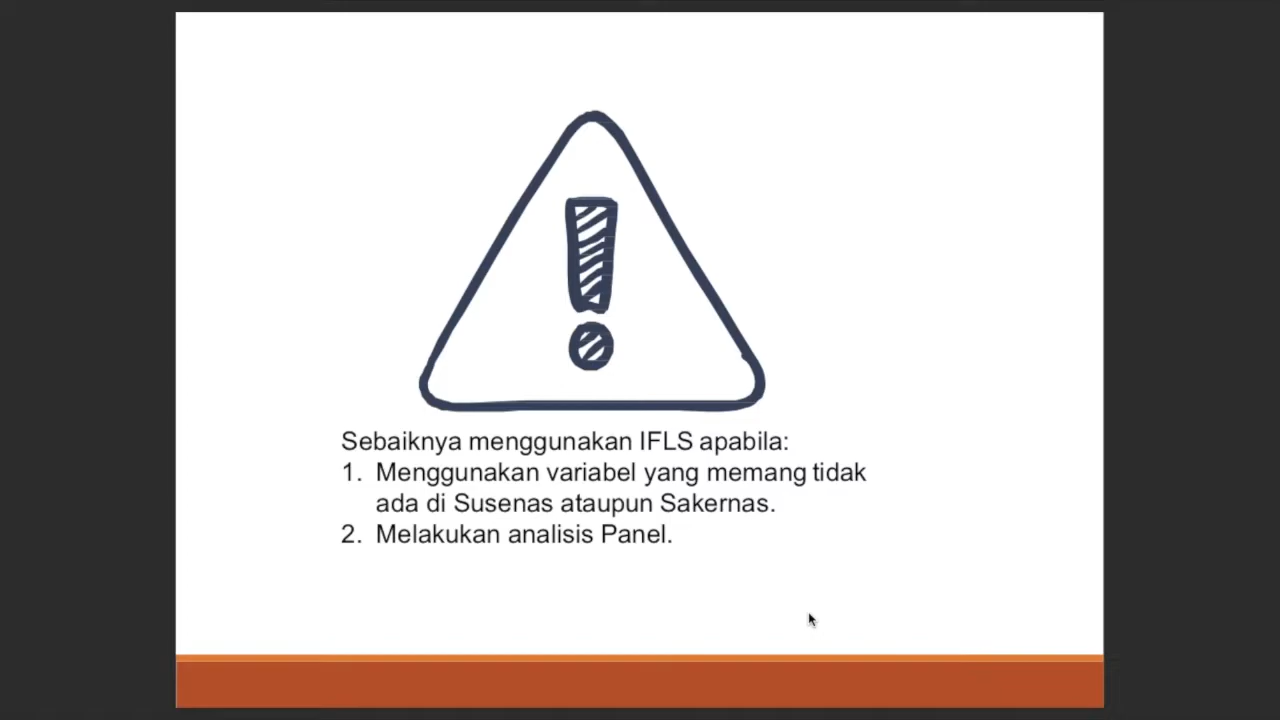 Sebaiknya menggunakan IFLS apabila:
1. Menggunakan variabel yang memang tidak
ada di Susenas ataupun Sakernas.
2. Melakukan analisis Panel.